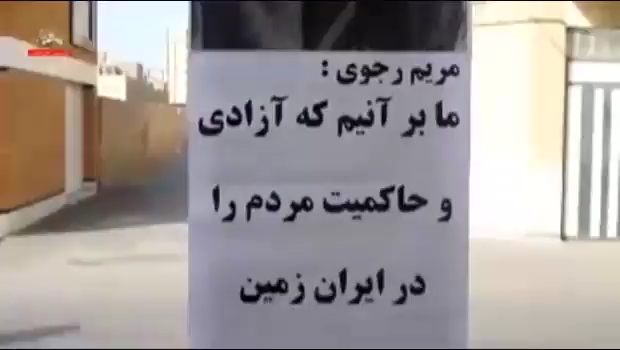 مریم رجوی :
ما بر آنیم که آزادی
و حاکمیت مردم را
در ایران زمین